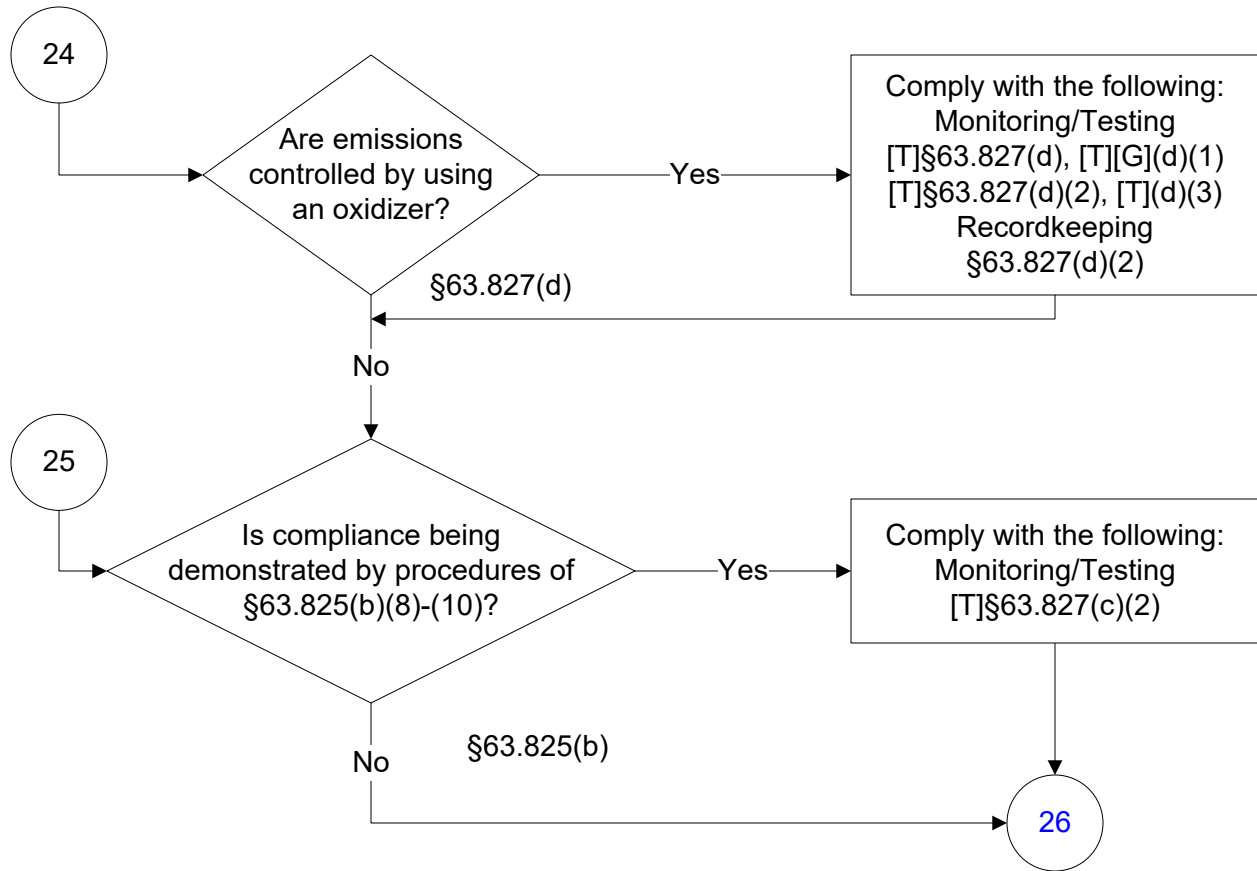 24
Are emissions
controlled by using
an oxidizer?
Yes
Comply with the following:
Monitoring/Testing
[T]§63.827(d), [T][G](d)(1)
[T]§63.827(d)(2), [T](d)(3)
Recordkeeping
§63.827(d)(2)
§63.827(d)
No
25
Is compliance being
demonstrated by procedures of
§63.825(b)(8)-(10)?
Yes
Comply with the following:
Monitoring/Testing
[T]§63.827(c)(2)
§63.825(b)
No
26